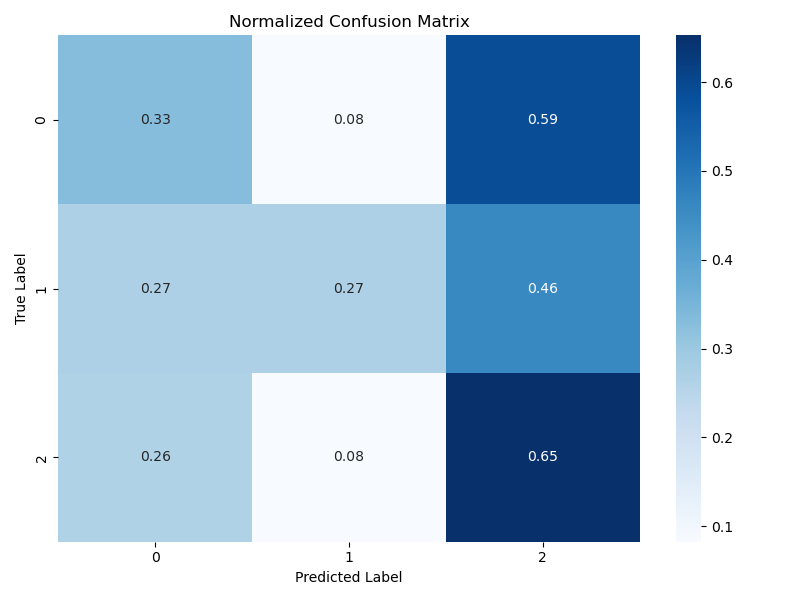 Normalized Confusion Matrix
True Label
0
0.33 0.08 0.59
1
0.27 0.27 0.46
2
0.26 0.08 0.65
0 1 2
Predicted Label
0.6
0.5
0.4
0.3
0.2
0.1